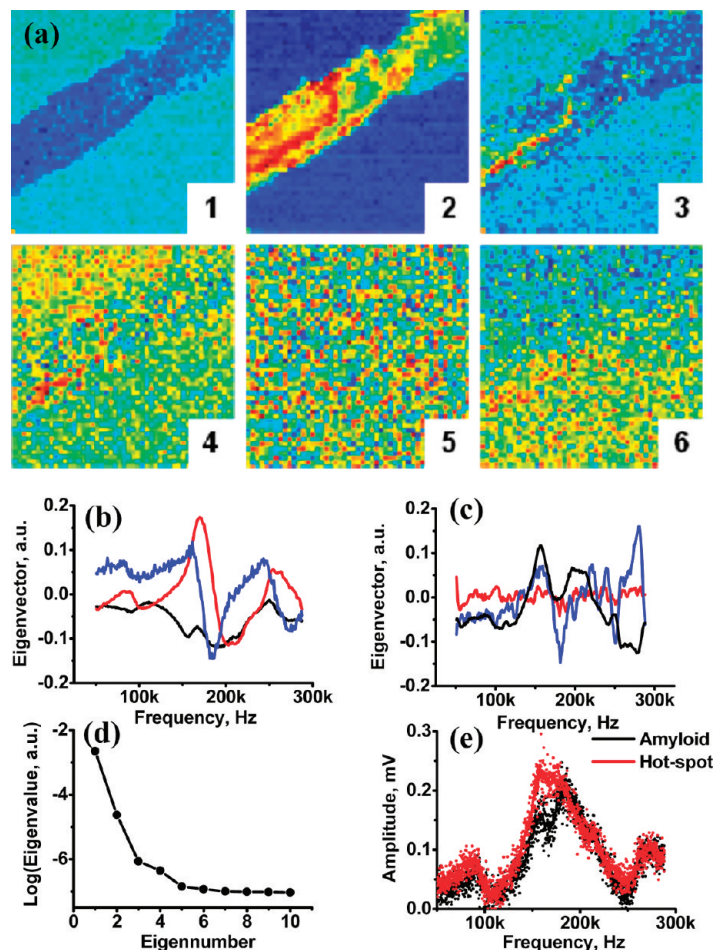 (a)
1
2
3
4
5
6
(b)
Eigenvector, a.u.
0.2
0.1
0.0
-0.1
-0.2
100k
200k
300k
Frequency, Hz
(c)
Eigenvector, a.u.
0.2
0.1
0.0
-0.1
-0.2
100k
200k
300k
Frequency, Hz
(d)
Log(Eigenvalue, a.u.)
-2
-4
-6
0
2
4
6
8
10
Eigennumber
(e)
Amyloid
Hot-spot
Amplitude, mV
0.3
0.2
0.1
0.0
100k
200k
300k
Frequency, Hz